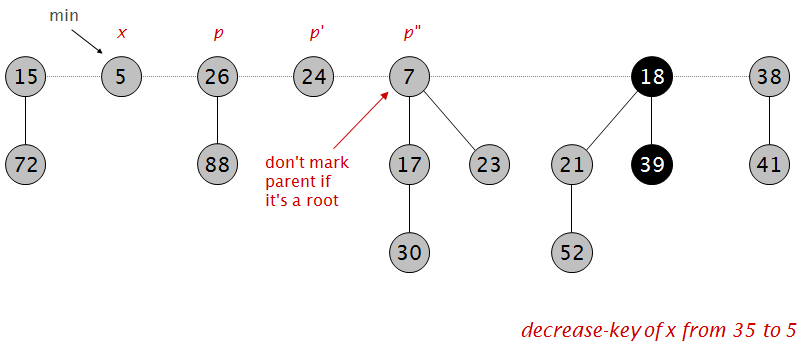 min
x p p' p"
15 5 26 24 7 18 38
72 88 17 23 21 39 41
don't mark
parent if
it's a root
30 52
decrease-key of x from 35 to 5